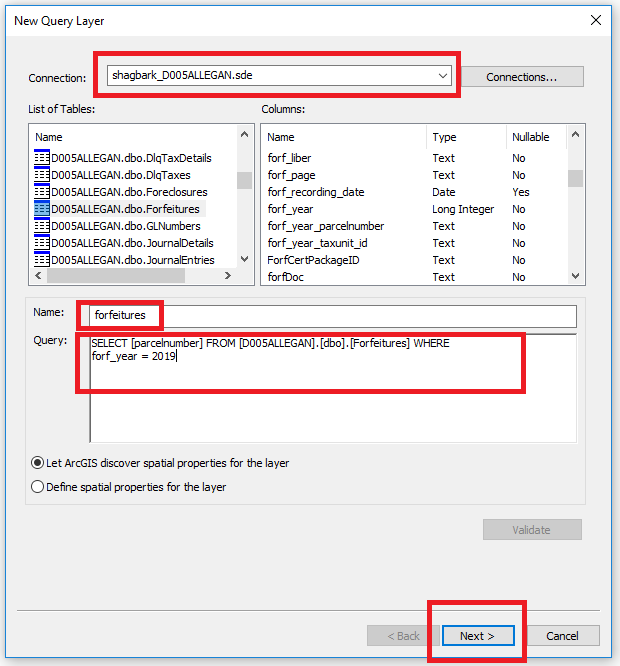 New Query Layer
Connection: shagbark_D005ALLEGAN.sde Connections...
List of Tables: Columns:
Name Name Type Nullable
D005ALLEGAN.dbo.DlqTaxDetails forf_liber Text No
D005ALLEGAN.dbo.DlqTaxes forf_page Text No
D005ALLEGAN.dbo.Foreclosures forf_recording_date Date Yes
D005ALLEGAN.dbo.Forfeitures forf_year Long Integer No
D005ALLEGAN.dbo.GLNumbers forf_year_parcelnumber Text No
D005ALLEGAN.dbo.JournalDetails forf_year_taxunit_id Text No
D005ALLEGAN.dbo.JournalEntries ForfCertPackageID Text No
forfDoc Text No
Name: forfeitures
Query: SELECT [parcelnumber] FROM [D005ALLEGAN].[dbo].[Forfeitures] WHERE
forf_year = 2019
Let ArcGIS discover spatial properties for the layer
Define spatial properties for the layer
Validate
< Back Next > Cancel